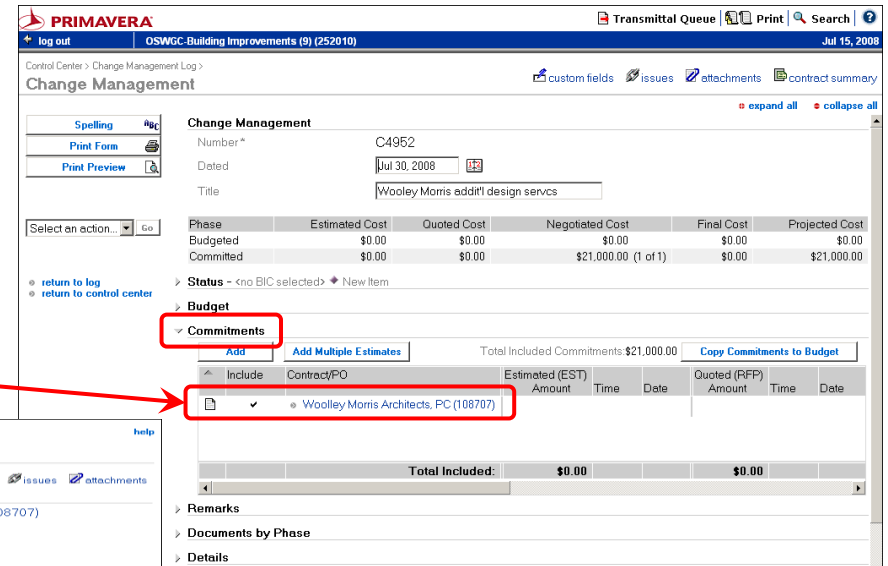 PRIMAVERA
Transmittal Queue Print Search ?
log out OSWGC-Building Improvements (9) (252010) Jul 15, 2008
Control Center > Change Management Log >
Change Management
custom fields issues attachments contract summary
expand all collapse all
Spelling ABC
Print Form
Print Preview
Select an action... Go
return to log
return to control center
Change Management
Number* C4952
Dated Jul 30, 2008
Title Wooley Morris addit'l design servcs
Phase Estimated Cost Quoted Cost Negotiated Cost Final Cost Projected Cost
Budgeted $0.00 $0.00 $0.00 $0.00 $0.00
Committed $0.00 $0.00 $21,000.00 (1 of 1) $0.00 $21,000.00
Status - <no BIC selected> New Item
Budget
Commitments
Add Add Multiple Estimates Total Included Commitments:$21,000.00 Copy Commitments to Budget
Include Contract/PO Estimated (EST) Quoted (RFP)
Amount Time Date Amount Time Date
Woolley Morris Architects, PC (108707)
Total Included: $0.00 $0.00
Remarks
Documents by Phase
Details
help
issues attachments
08707)